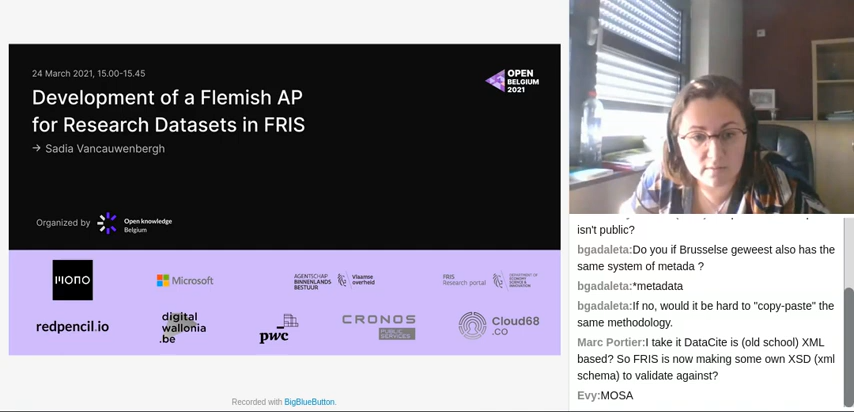 24 March 2021, 15.00-15.45
OPEN
BELGIUM
2021
Development of a Flemish AP
for Research Datasets in FRIS
→ Sadia Vancauwenbergh
Organized by
Open knowledge
Belgium
MONO
Microsoft
AGENTSCHAP
BINNENLANDS
BESTUUR
Vlaamse
overheid
FRIS
Research portal
DEPARTMENT OF
ECONOMY
SCIENCE &
INNOVATION
redpencil.io
digital
wallonia
.be
pwc
CRONOS
PUBLIC
SERVICES
Cloud68
.CO
Recorded with BigBlueButton.
isn't public?
bgadaleta:Do you if Brusselse geweest also has the
same system of metada ?
bgadaleta:*metadata
bgadaleta:If no, would it be hard to "copy-paste" the
same methodology.
Marc Portier:I take it DataCite is (old school) XML
based? So FRIS is now making some own XSD (xml
schema) to validate against?
Evy:MOSA